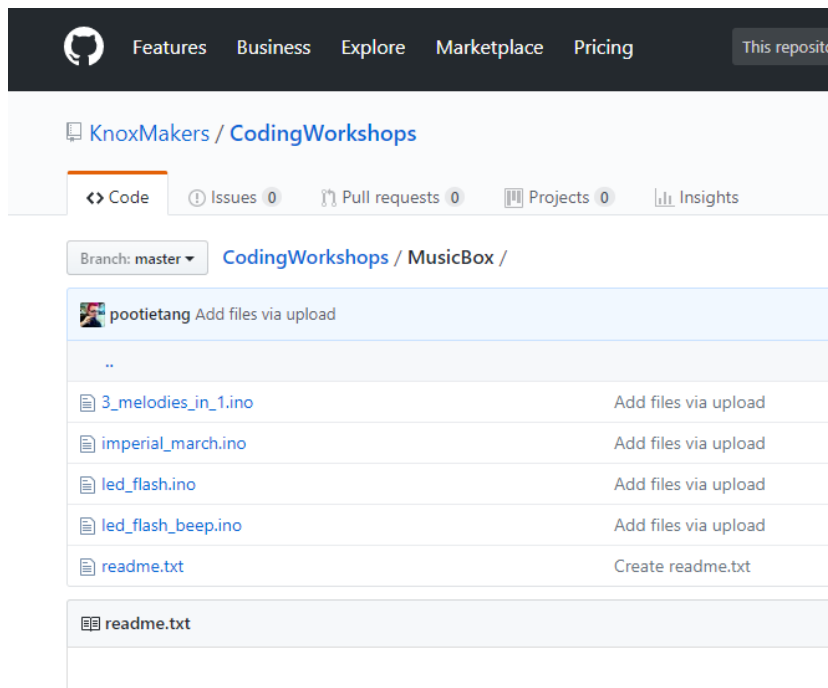 Features Business Explore Marketplace Pricing This reposito
KnoxMakers / CodingWorkshops
Code Issues 0 Pull requests 0 Projects 0 Insights
Branch: master CodingWorkshops / MusicBox /
pootietang Add files via upload
..
3_melodies_in_1.ino Add files via upload
imperial_march.ino Add files via upload
led_flash.ino Add files via upload
led_flash_beep.ino Add files via upload
readme.txt Create readme.txt
readme.txt